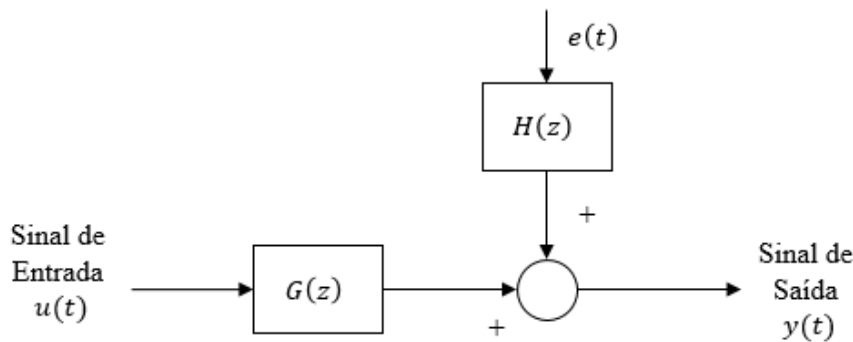 e(t)
H(z)
+
Sinal de
Entrada
u(t)
G(z)
+
Sinal de
Saída
y(t)